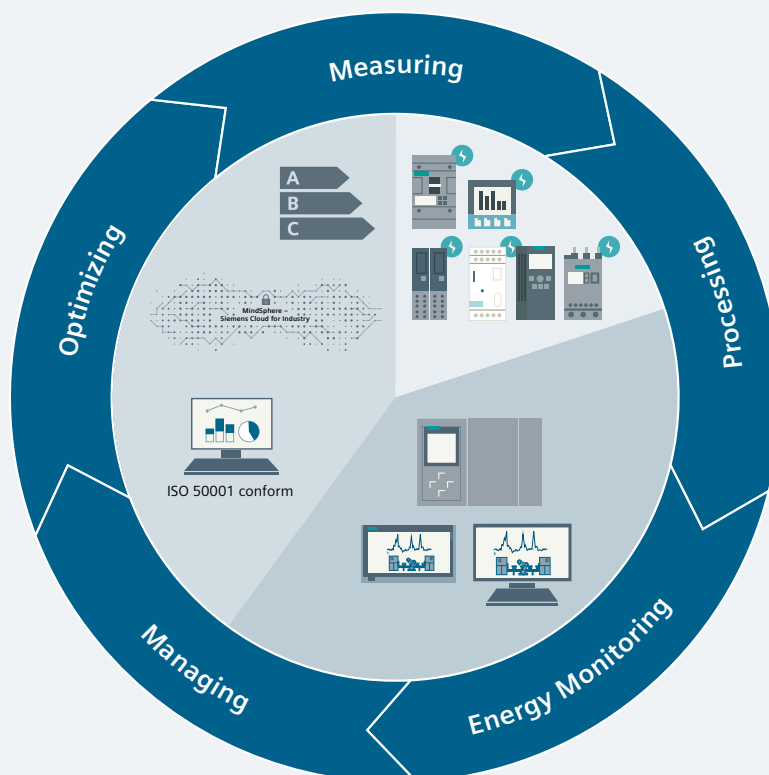 Measuring
Processing
Energy Monitoring
Managing
Optimizing
A
B
C
MindSphere –
Siemens Cloud for Industry
ISO 50001 conform